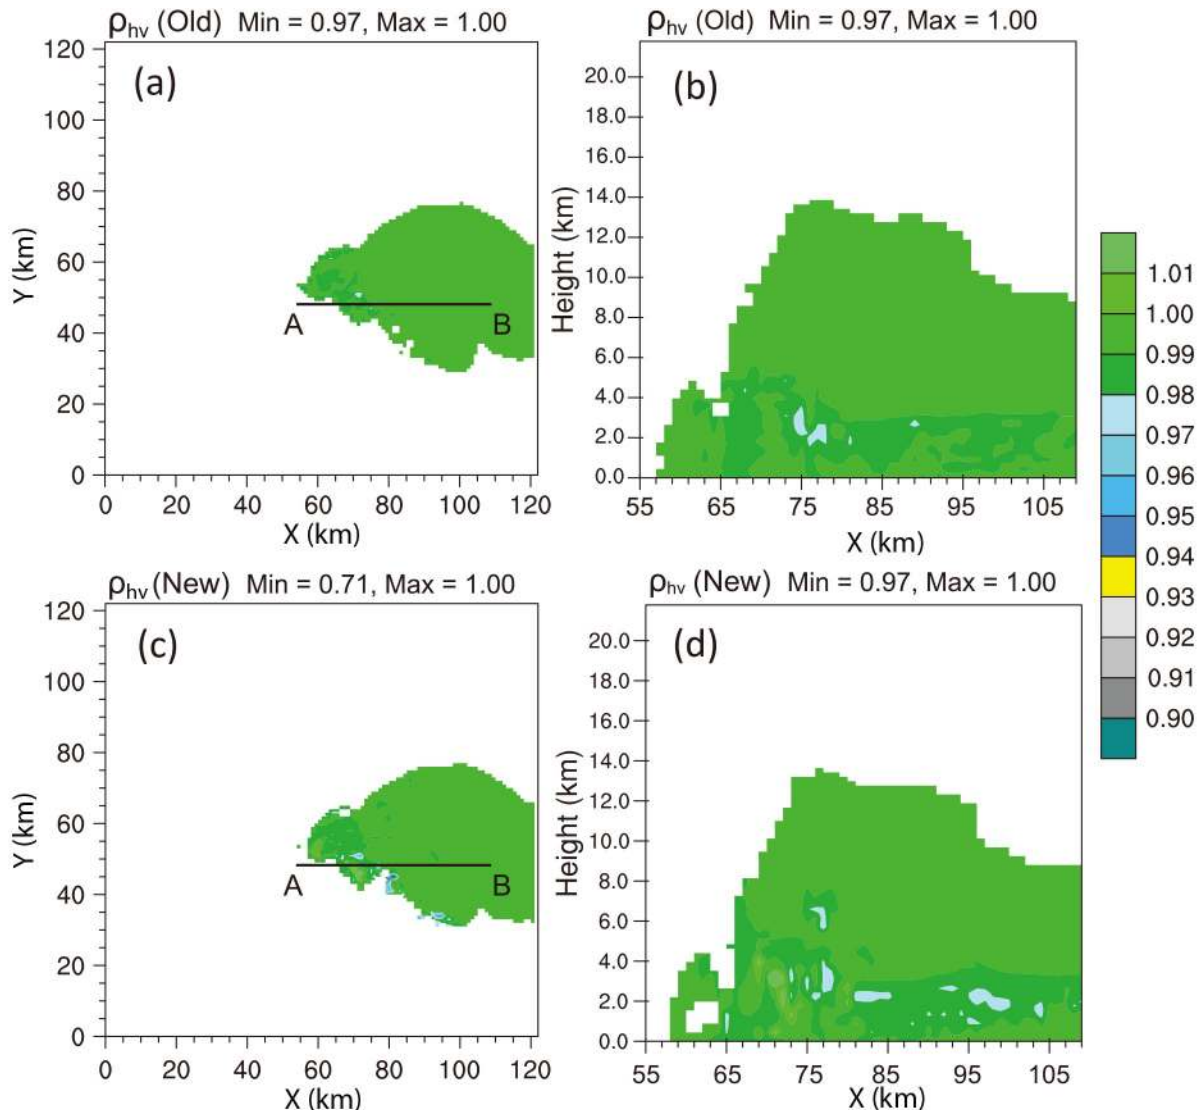 ρhv (Old) Min = 0.97, Max = 1.00
(a)
120
100
80
60
40
20
0
Y (km)
A
B
0 20 40 60 80 100 120
X (km)
ρhv (Old) Min = 0.97, Max = 1.00
(b)
20.0
18.0
16.0
14.0
12.0
10.0
8.0
6.0
4.0
2.0
0.0
Height (km)
55 65 75 85 95 105
X (km)
ρhv (New) Min = 0.71, Max = 1.00
(c)
120
100
80
60
40
20
0
Y (km)
A
B
0 20 40 60 80 100 120
X (km)
ρhv (New) Min = 0.97, Max = 1.00
(d)
20.0
18.0
16.0
14.0
12.0
10.0
8.0
6.0
4.0
2.0
0.0
Height (km)
55 65 75 85 95 105
X (km)
1.01
1.00
0.99
0.98
0.97
0.96
0.95
0.94
0.93
0.92
0.91
0.90